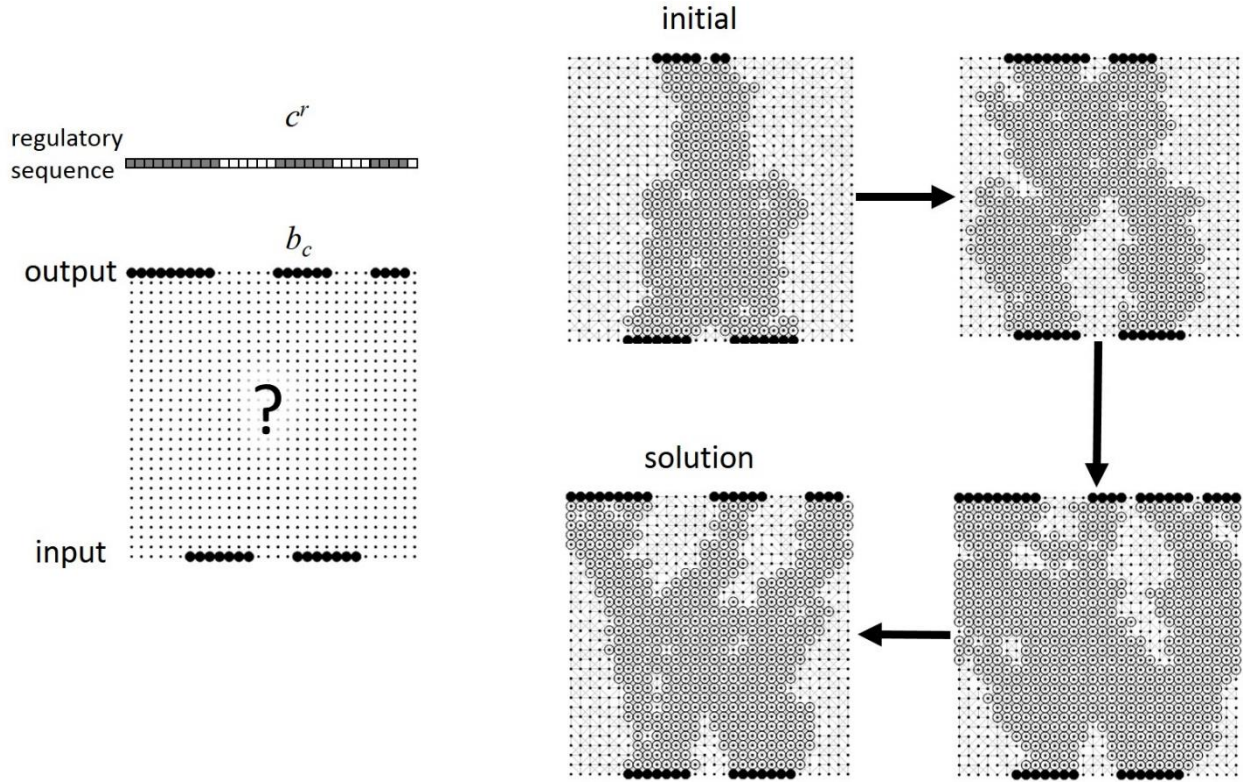 initial
c^r
regulatory
sequence
b_c
output
?
solution
input